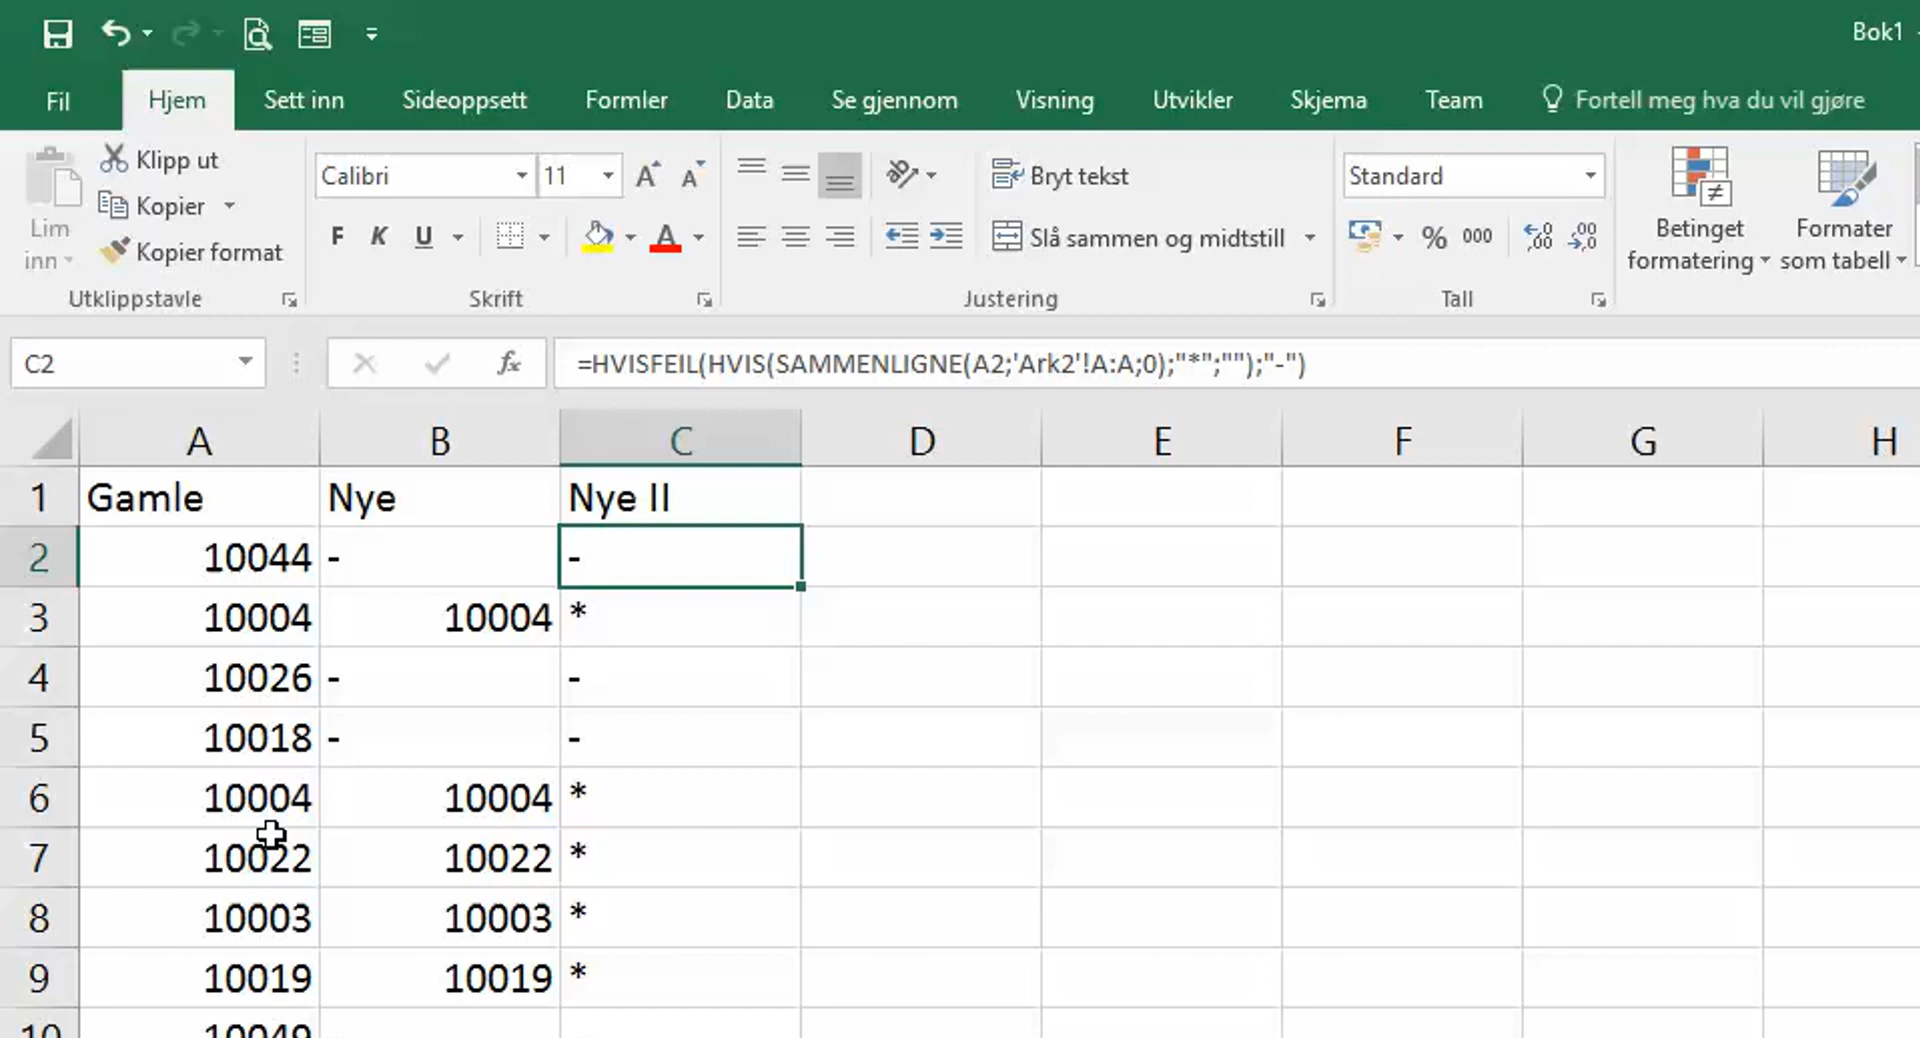 Bok1 -
Fil Hjem Sett inn Sideoppsett Formler Data Se gjennom Visning Utvikler Skjema Team Fortell meg hva du vil gjøre
Lim inn
Klipp ut
Kopier
Kopier format
Utklippstavle
Calibri 11
F K U
Skrift
Bryt tekst
Slå sammen og midtstill
Justering
Standard
% 000
Tall
Betinget formatering
Formater som tabell
C2 fx =HVISFEIL(HVIS(SAMMENLIGNE(A2;'Ark2'!A:A;0);"*";"");"-")
A B C D E F G H
1 Gamle Nye Nye II
2 10044 - -
3 10004 10004 *
4 10026 - -
5 10018 - -
6 10004 10004 *
7 10022 10022 *
8 10003 10003 *
9 10019 10019 *
10 10049 - -